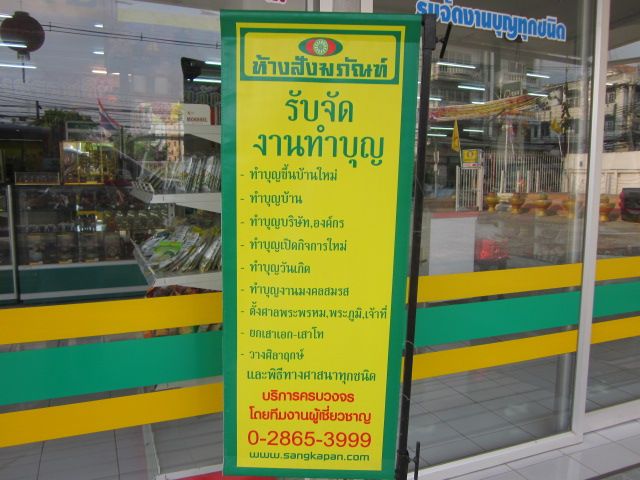 รับจัดงานบุญทุกชนิด
ห้างสังฆภัณฑ์
รับจัด
งานทำบุญ
- ทำบุญขึ้นบ้านใหม่
- ทำบุญบ้าน
- ทำบุญบริษัท,องค์กร
- ทำบุญเปิดกิจการใหม่
- ทำบุญวันเกิด
- ทำบุญงานมงคลสมรส
- ตั้งศาลพระพรหม,พระภูมิ,เจ้าที่
- ยกเสาเอก-เสาโท
- วางศิลาฤกษ์
และพิธีทางศาสนาทุกชนิด
บริการครบวงจร
โดยทีมงานผู้เชี่ยวชาญ
0-2865-3999
www.sangkapan.com